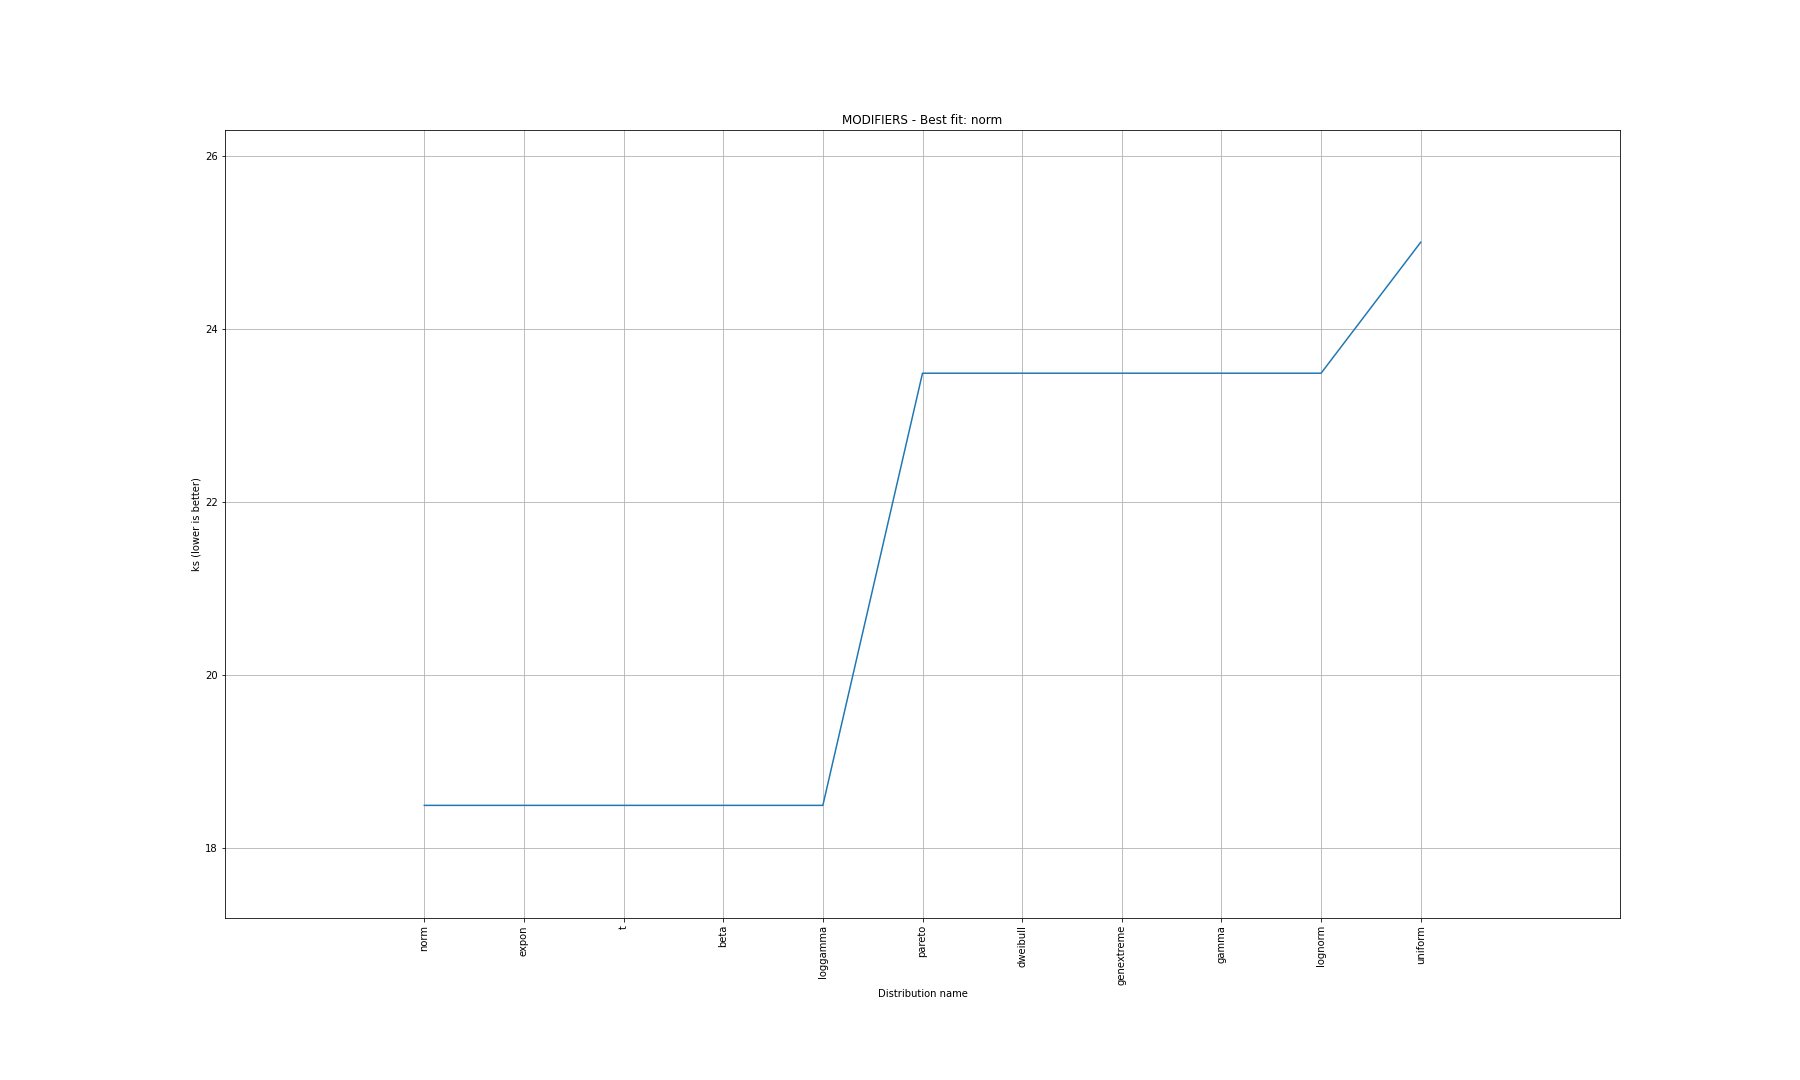 MODIFIERS - Best fit: norm
26
24
22
20
18
ks (lower is better)
norm
expon
t
beta
loggamma
pareto
dweibull
genextreme
gamma
lognorm
uniform
Distribution name